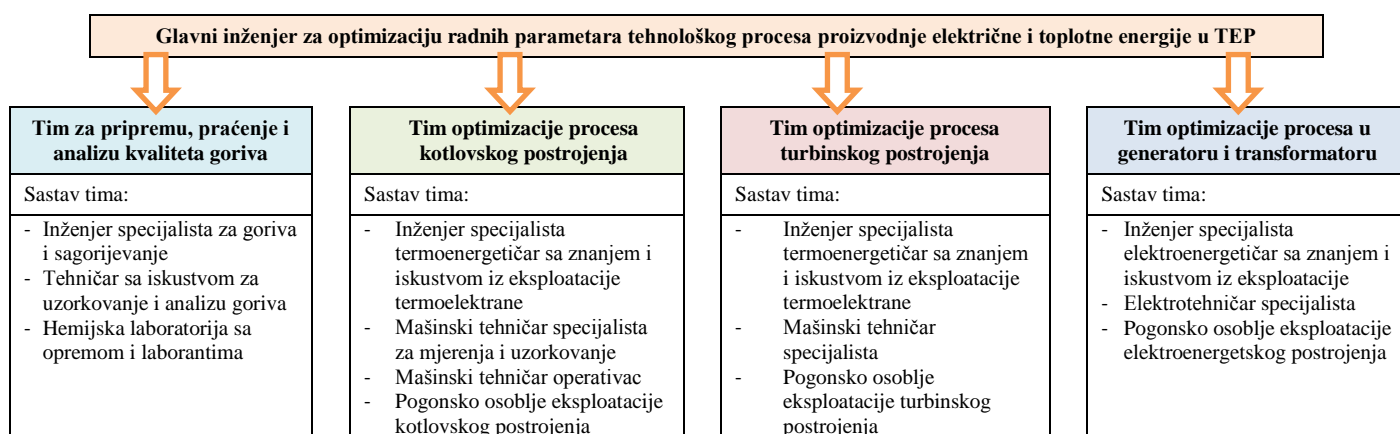 Glavni inženjer za optimizaciju radnih parametara tehnološkog procesa proizvodnje električne i toplotne energije u TEP
Tim za pripremu, praćenje i
analizu kvaliteta goriva
Sastav tima:
- Inženjer specijalista za goriva
i sagorijevanje
- Tehničar sa iskustvom za
uzorkovanje i analizu goriva
- Hemijska laboratorija sa
opremom i laborantima
Tim optimizacije procesa
kotlovskog postrojenja
Sastav tima:
- Inženjer specijalista
termoenergetičar sa znanjem i
iskustvom iz eksploatacije
termoelektrane
- Mašinski tehničar specijalista
za mjerenja i uzorkovanje
- Mašinski tehničar operativac
- Pogonsko osoblje eksploatacije
kotlovskog postrojenja
Tim optimizacije procesa
turbinskog postrojenja
Sastav tima:
- Inženjer specijalista
termoenergetičar sa znanjem
i iskustvom iz eksploatacije
termoelektrane
- Mašinski tehničar
specijalista
- Pogonsko osoblje
eksploatacije turbinskog
postrojenja
Tim optimizacije procesa u
generatoru i transformatoru
Sastav tima:
- Inženjer specijalista
elektroenergetičar sa znanjem i
iskustvom iz eksploatacije
- Elektrotehničar specijalista
- Pogonsko osoblje eksploatacije
elektroenergetskog postrojenja